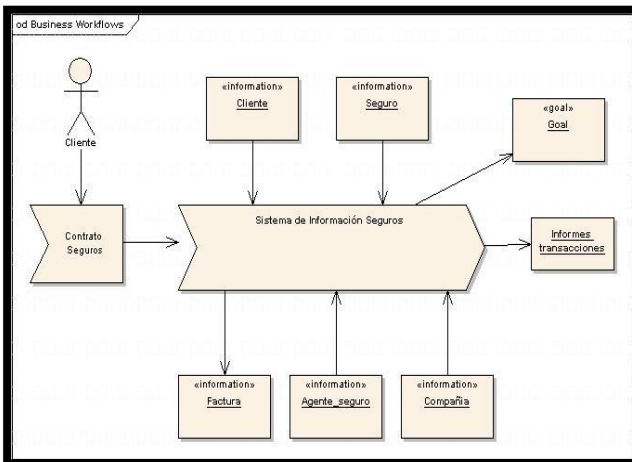 od Business Workflows
Cliente
«information»
Cliente
«information»
Seguro
«goal»
Goal
Contrato
Seguros
Sistema de Información Seguros
Informes
transacciones
«information»
Factura
«information»
Agente_seguro
«information»
Compañia